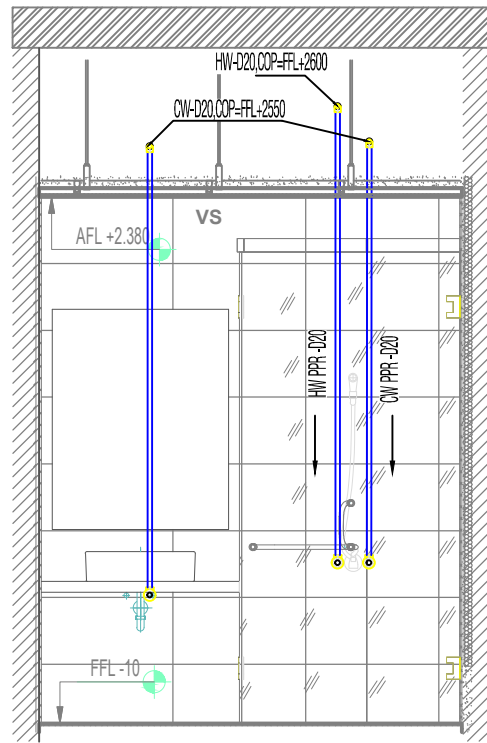 HW-D20,COP=FFL+2600
CW-D20,COP=FFL+2550
VS
AFL +2.380
HW PPR -D20
CW PPR -D20
FFL -10